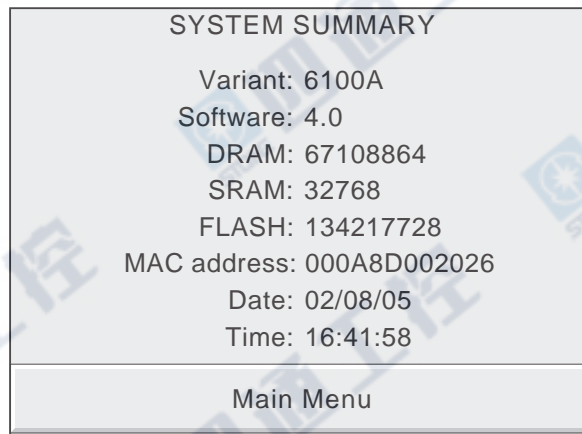 SYSTEM SUMMARY
Variant: 6100A
Software: 4.0
DRAM: 67108864
SRAM: 32768
FLASH: 134217728
MAC address: 000A8D002026
Date: 02/08/05
Time: 16:41:58
Main Menu